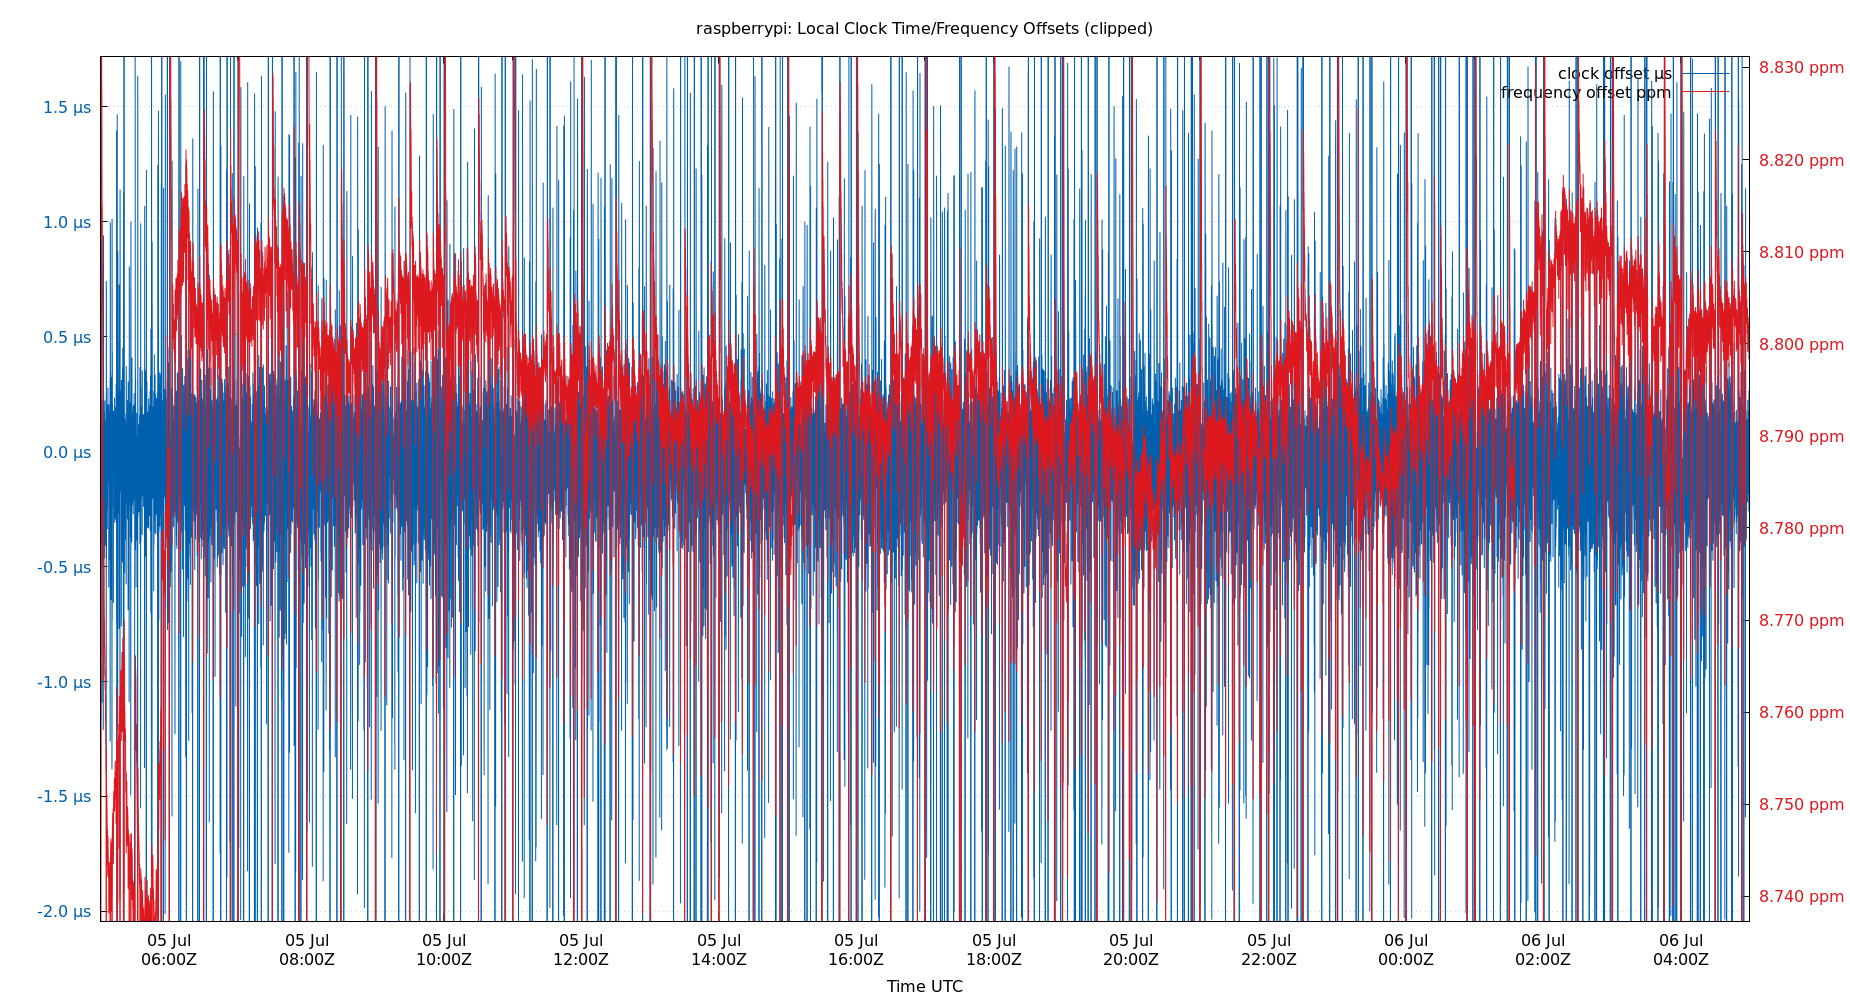 raspberrypi: Local Clock Time/Frequency Offsets (clipped)
clock offset µs
frequency offset ppm
1.5 µs
1.0 µs
0.5 µs
0.0 µs
-0.5 µs
-1.0 µs
-1.5 µs
-2.0 µs
8.830 ppm
8.820 ppm
8.810 ppm
8.800 ppm
8.790 ppm
8.780 ppm
8.770 ppm
8.760 ppm
8.750 ppm
8.740 ppm
05 Jul 05 Jul 05 Jul 05 Jul 05 Jul 05 Jul 05 Jul 05 Jul 05 Jul 06 Jul 06 Jul 06 Jul
06:00Z 08:00Z 10:00Z 12:00Z 14:00Z 16:00Z 18:00Z 20:00Z 22:00Z 00:00Z 02:00Z 04:00Z
Time UTC